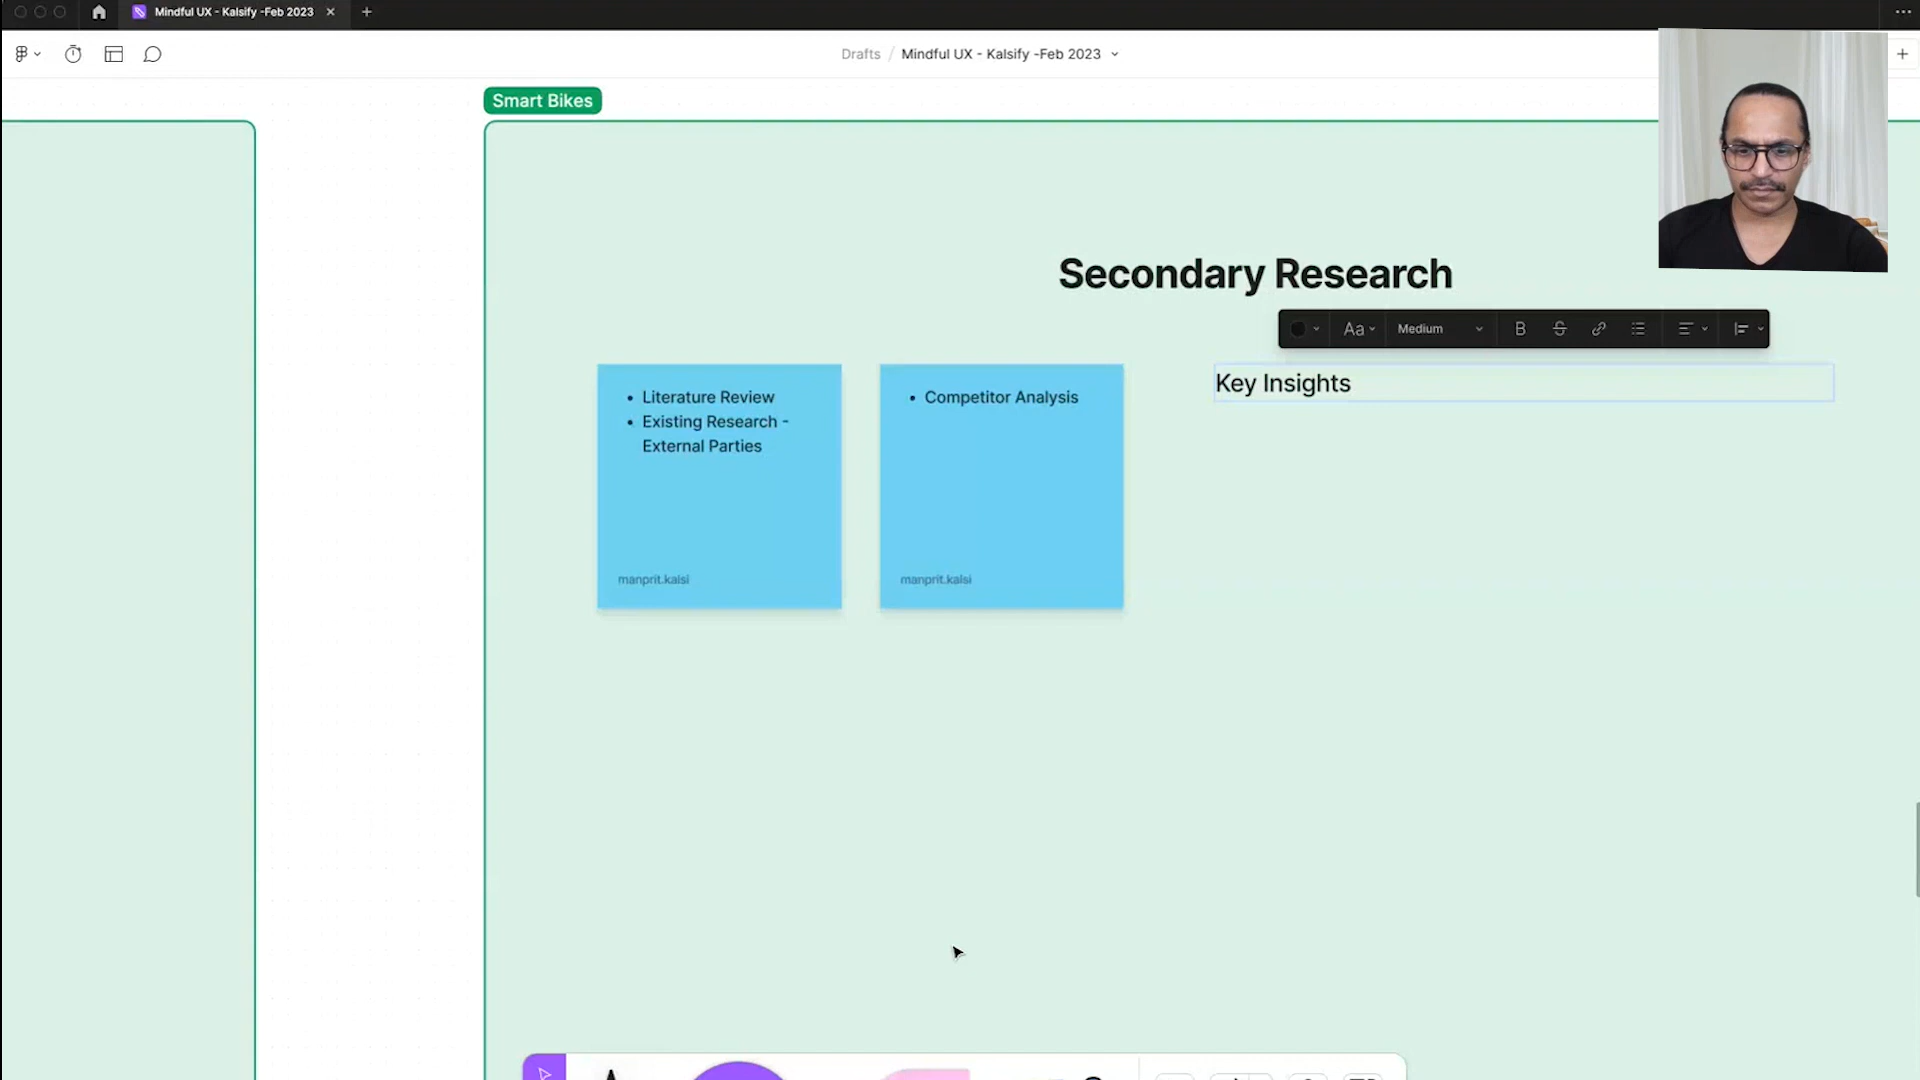 Mindful UX - Kalsify -Feb 2023
Drafts / Mindful UX - Kalsify -Feb 2023
Smart Bikes
Secondary Research
Aa
Medium
B
S
Key Insights
• Literature Review
• Existing Research -
External Parties
manprit.kalsi
• Competitor Analysis
manprit.kalsi